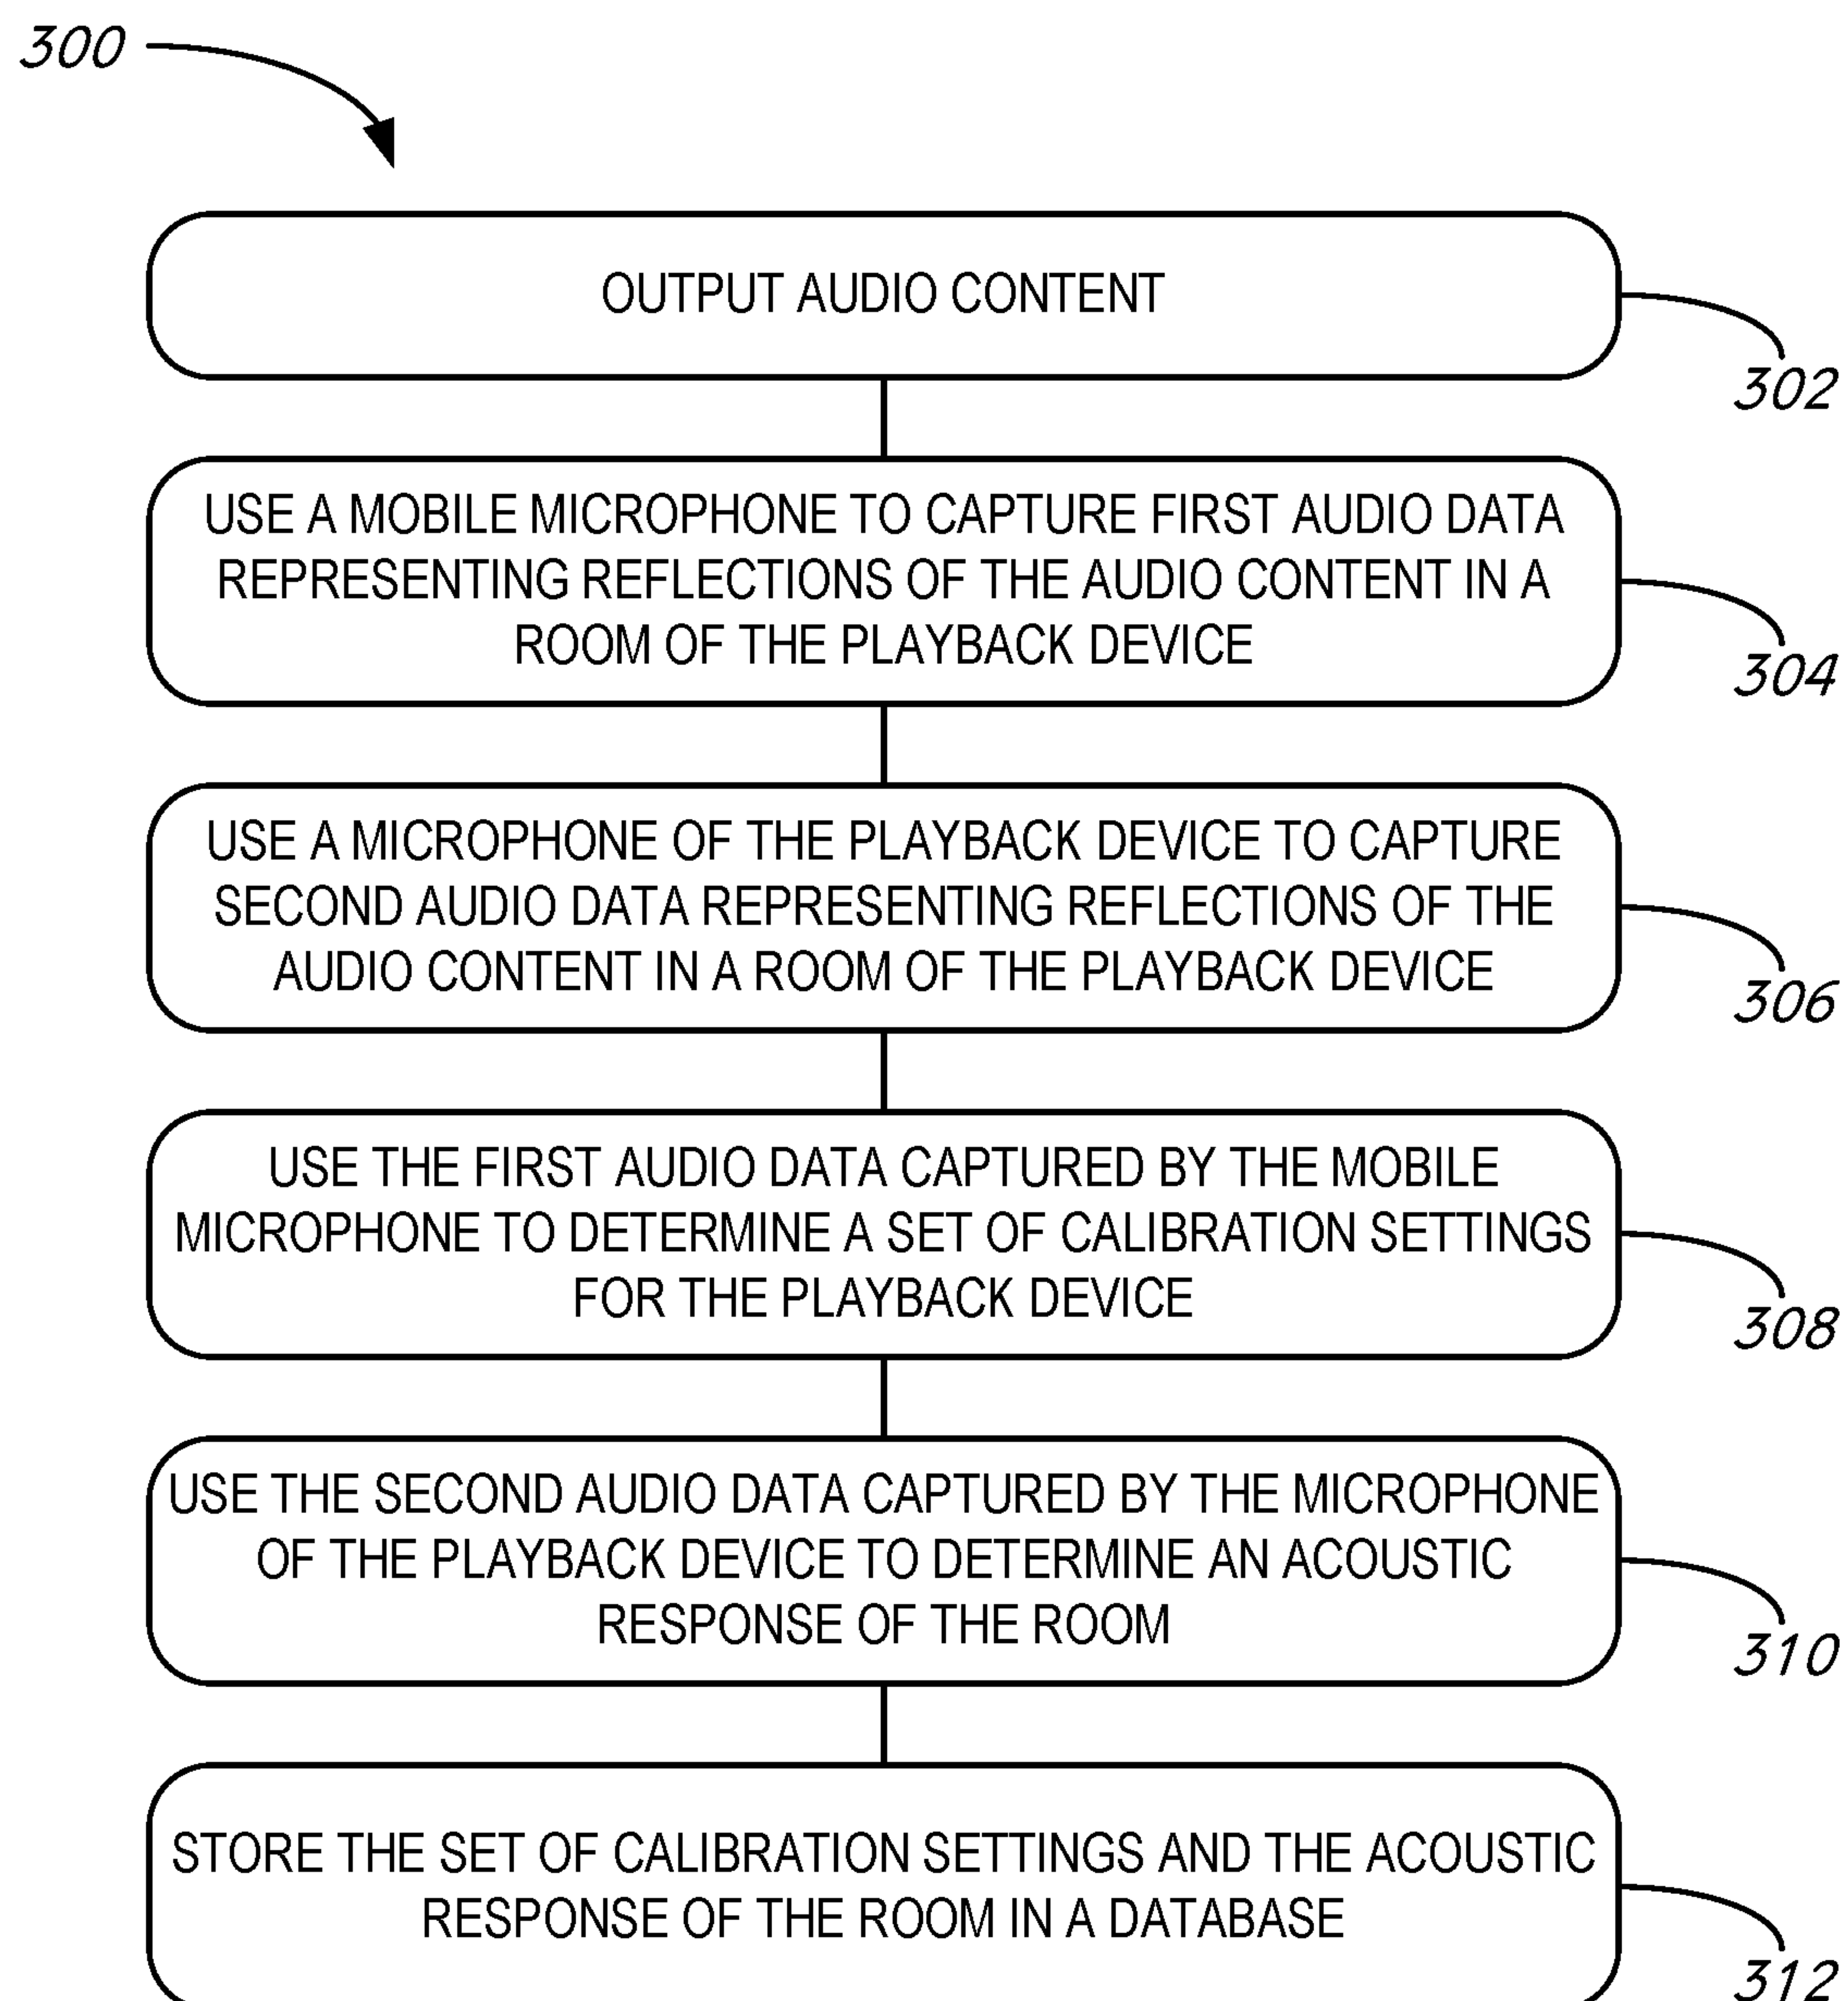 300
OUTPUT AUDIO CONTENT
302
USE A MOBILE MICROPHONE TO CAPTURE FIRST AUDIO DATA
REPRESENTING REFLECTIONS OF THE AUDIO CONTENT IN A
ROOM OF THE PLAYBACK DEVICE
304
USE A MICROPHONE OF THE PLAYBACK DEVICE TO CAPTURE
SECOND AUDIO DATA REPRESENTING REFLECTIONS OF THE
AUDIO CONTENT IN A ROOM OF THE PLAYBACK DEVICE
306
USE THE FIRST AUDIO DATA CAPTURED BY THE MOBILE
MICROPHONE TO DETERMINE A SET OF CALIBRATION SETTINGS
FOR THE PLAYBACK DEVICE
308
USE THE SECOND AUDIO DATA CAPTURED BY THE MICROPHONE
OF THE PLAYBACK DEVICE TO DETERMINE AN ACOUSTIC
RESPONSE OF THE ROOM
310
STORE THE SET OF CALIBRATION SETTINGS AND THE ACOUSTIC
RESPONSE OF THE ROOM IN A DATABASE
312